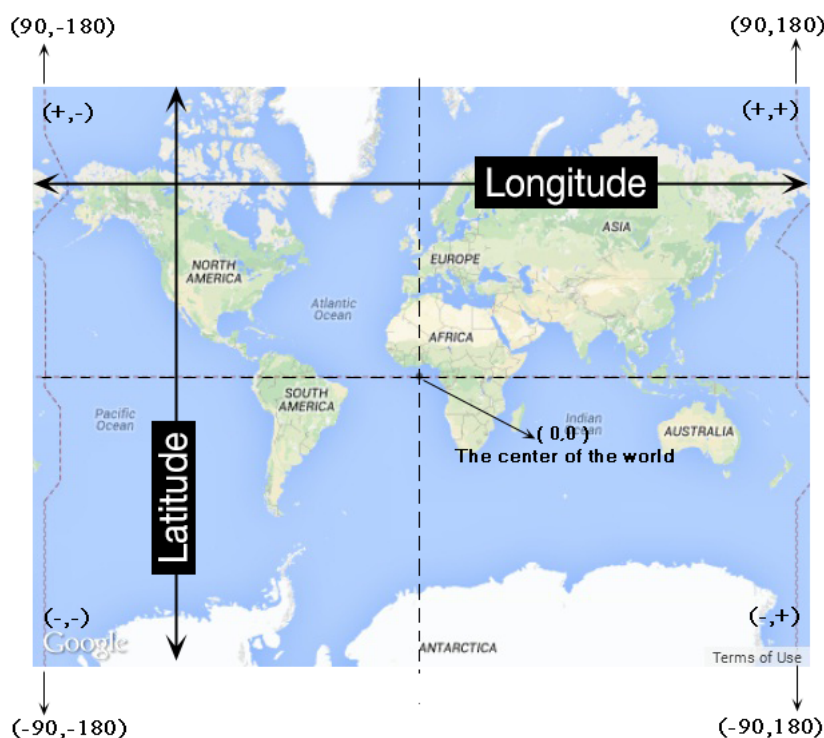 (90,-180)
(90,180)
(+,-)
(+,+)
Longitude
ASIA
NORTH
AMERICA
EUROPE
Atlantic
Ocean
AFRICA
SOUTH
AMERICA
Pacific
Ocean
Indian
Ocean
AUSTRALIA
( 0,0 )
The center of the world
Latitude
(-,-)
(-,+)
Google
ANTARCTICA
Terms of Use
(-90,-180)
(-90,180)